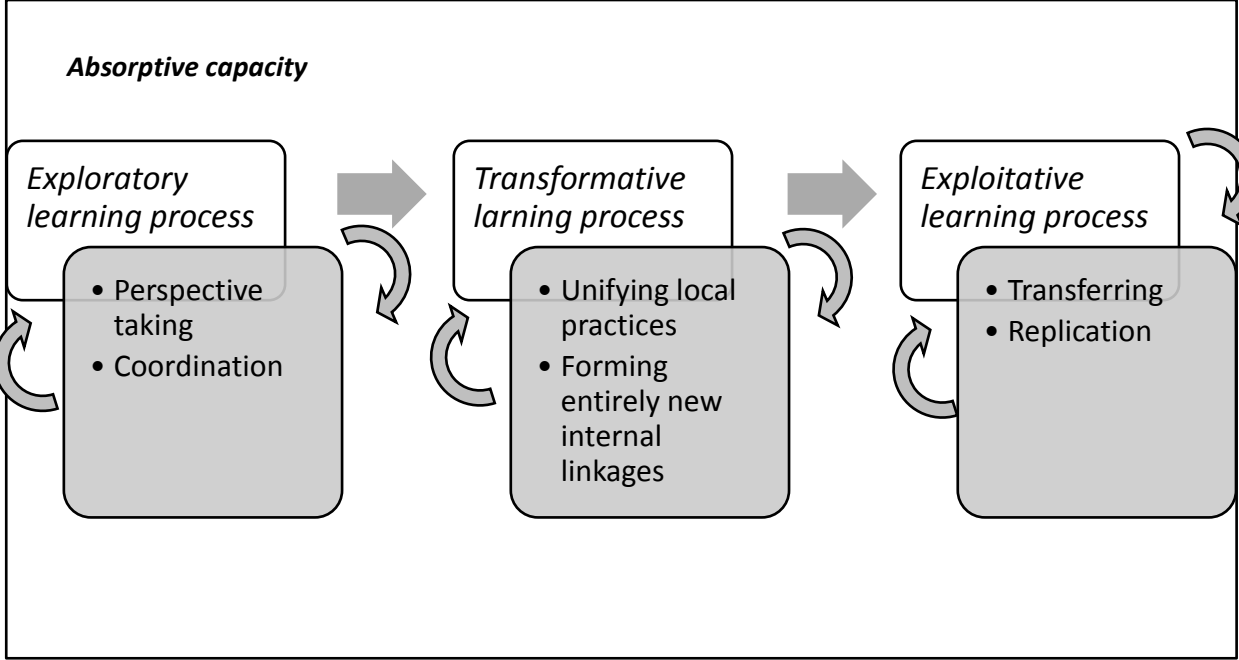 Absorptive capacity
Exploratory
learning process
• Perspective
taking
• Coordination
Transformative
larning process
• Unifying local
practices
• Forming
entirely new
internal
linkages
Exploitative
learning process
• Transferring
• Replication